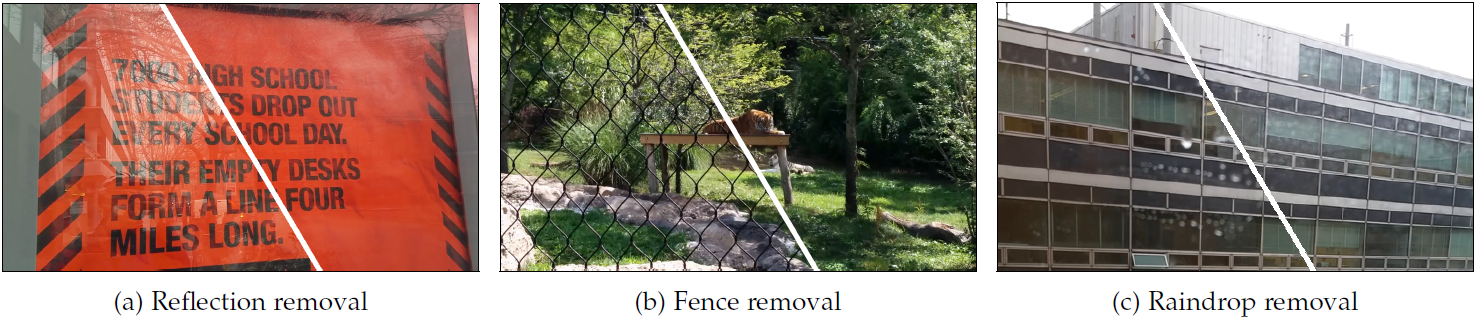 7000 HIGH SCHOOL
STUDENTS DROP OUT
EVERY SCHOOL DAY.
THEIR EMPTY DESKS
FORM A LINE FOUR
MILES LONG.
(a) Reflection removal
(b) Fence removal
(c) Raindrop removal